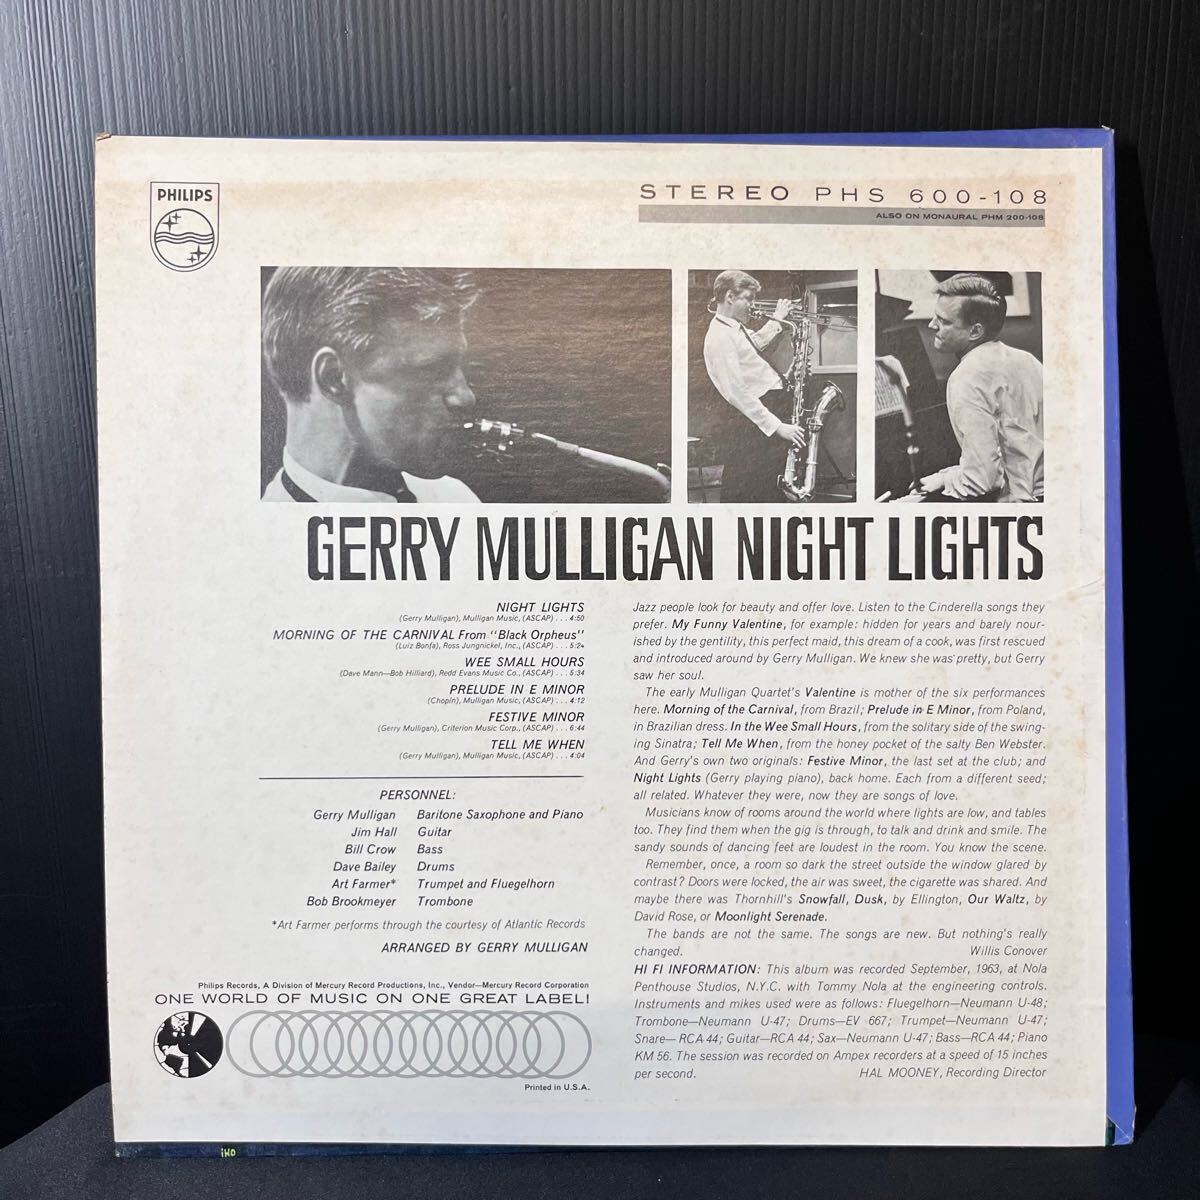 PHILIPS
STEREO PHS 600-108
ALSO ON MONAURAL PHM 200-108
GERRY MULLIGAN NIGHT LIGHTS
NIGHT LIGHTS
(Gerry Mulligan), Mulligan Music, (ASCAP) . . . 4:50
MORNING OF THE CARNIVAL From "Black Orpheus"
(Luiz Bonfa), Ross Jungnickel, Inc., (ASCAP) . . . 5:24
WEE SMALL HOURS
(Dave Mann—Bob Hilliard), Redd Evans Music Co., (ASCAP) . . . 5:34
PRELUDE IN E MINOR
(Chopin), Mulligan Music, (ASCAP) . . . 4:12
FESTIVE MINOR
(Gerry Mulligan), Criterion Music Corp., (ASCAP) . . . 6:44
TELL ME WHEN
(Gerry Mulligan), Mulligan Music, (ASCAP) . . . 4:04
PERSONNEL:
Gerry Mulligan Baritone Saxophone and Piano
Jim Hall Guitar
Bill Crow Bass
Dave Bailey Drums
Art Farmer* Trumpet and Fluegelhorn
Bob Brookmeyer Trombone
*Art Farmer performs through the courtesy of Atlantic Records
ARRANGED BY GERRY MULLIGAN
Philips Records, A Division of Mercury Record Productions, Inc., Vendor—Mercury Record Corporation
ONE WORLD OF MUSIC ON ONE GREAT LABEL!
Printed in U.S.A.
Jazz people look for beauty and offer love. Listen to the Cinderella songs they
prefer. My Funny Valentine, for example: hidden for years and barely nour-
ished by the gentility, this perfect maid, this dream of a cook, was first rescued
and introduced around by Gerry Mulligan. We knew she was pretty, but Gerry
saw her soul.
The early Mulligan Quartet's Valentine is mother of the six performances
here. Morning of the Carnival, from Brazil; Prelude in E Minor, from Poland,
in Brazilian dress. In the Wee Small Hours, from the solitary side of the swing-
ing Sinatra; Tell Me When, from the honey pocket of the salty Ben Webster.
And Gerry's own two originals: Festive Minor, the last set at the club; and
Night Lights (Gerry playing piano), back home. Each from a different seed;
all related. Whatever they were, now they are songs of love.
Musicians know of rooms around the world where lights are low, and tables
too. They find them when the gig is through, to talk and drink and smile. The
sandy sounds of dancing feet are loudest in the room. You know the scene.
Remember, once, a room so dark the street outside the window glared by
contrast? Doors were locked, the air was sweet, the cigarette was shared. And
maybe there was Thornhill's Snowfall, Dusk, by Ellington, Our Waltz, by
David Rose, or Moonlight Serenade.
The bands are not the same. The songs are new. But nothing's really
changed. Willis Conover
HI FI INFORMATION: This album was recorded September, 1963, at Nola
Penthouse Studios, N.Y.C. with Tommy Nola at the engineering controls.
Instruments and mikes used were as follows: Fluegelhorn—Neumann U-48;
Trombone—Neumann U-47; Drums—EV 667; Trumpet—Neumann U-47;
Snare—RCA 44; Guitar—RCA 44; Sax—Neumann U-47; Bass—RCA 44; Piano
KM 56. The session was recorded on Ampex recorders at a speed of 15 inches
per second. HAL MOONEY, Recording Director